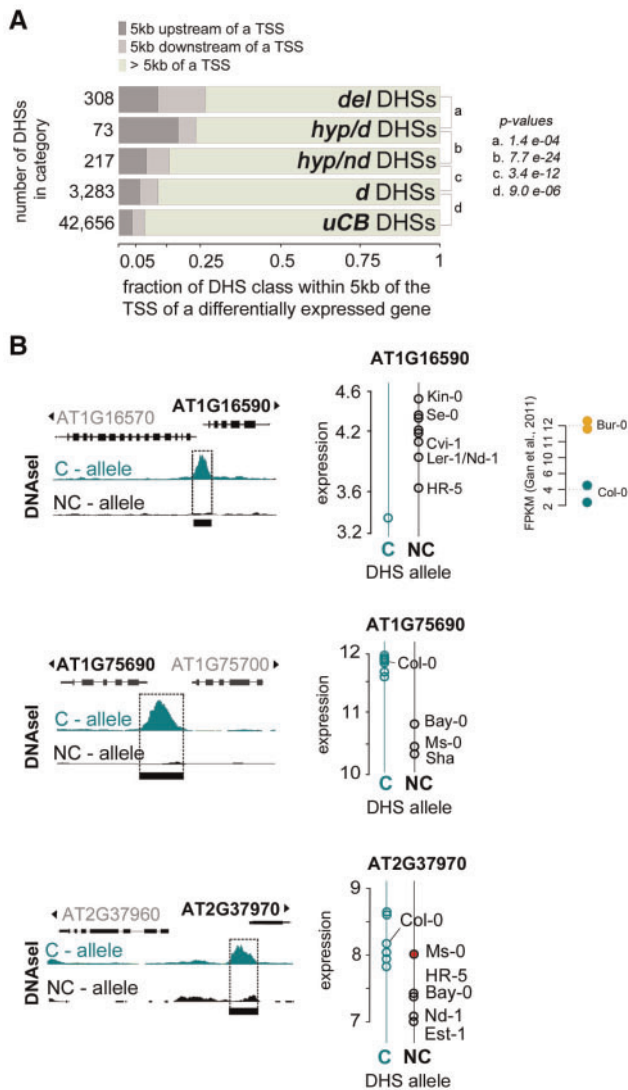 A
5kb upstream of a TSS
5kb downstream of a TSS
> 5kb of a TSS
number of DHSs
in category
308
del DHSs
73
hyp/d DHSs
217
hyp/nd DHSs
3,283
d DHSs
42,656
uCB DHSs
a
b
c
d
p-values
a. 1.4 e-04
b. 7.7 e-24
c. 3.4 e-12
d. 9.0 e-06
0.05 0.25 0.5 0.75 1
fraction of DHS class within 5kb of the
TSS of a differentially expressed gene
B
AT1G16590
AT1G16570
AT1G16590
C - allele
NC - allele
DNAseI
expression
4.6
4.2
3.6
3.2
Kin-0
Se-0
Cvi-1
Ler-1/Nd-1
HR-5
C NC
DHS allele
FPKM (Gan et al., 2011)
12
10
8
6
4
2
Bur-0
Col-0
AT1G75690
AT1G75690
AT1G75700
C - allele
NC - allele
DNAseI
expression
12
11
10
Col-0
Bay-0
Ms-0
Sha
C NC
DHS allele
AT2G37970
AT2G37960
AT2G37970
C - allele
NC - allele
DNAseI
expression
9
8
7
Col-0
Ms-0
HR-5
Bay-0
Nd-1
Est-1
C NC
DHS allele